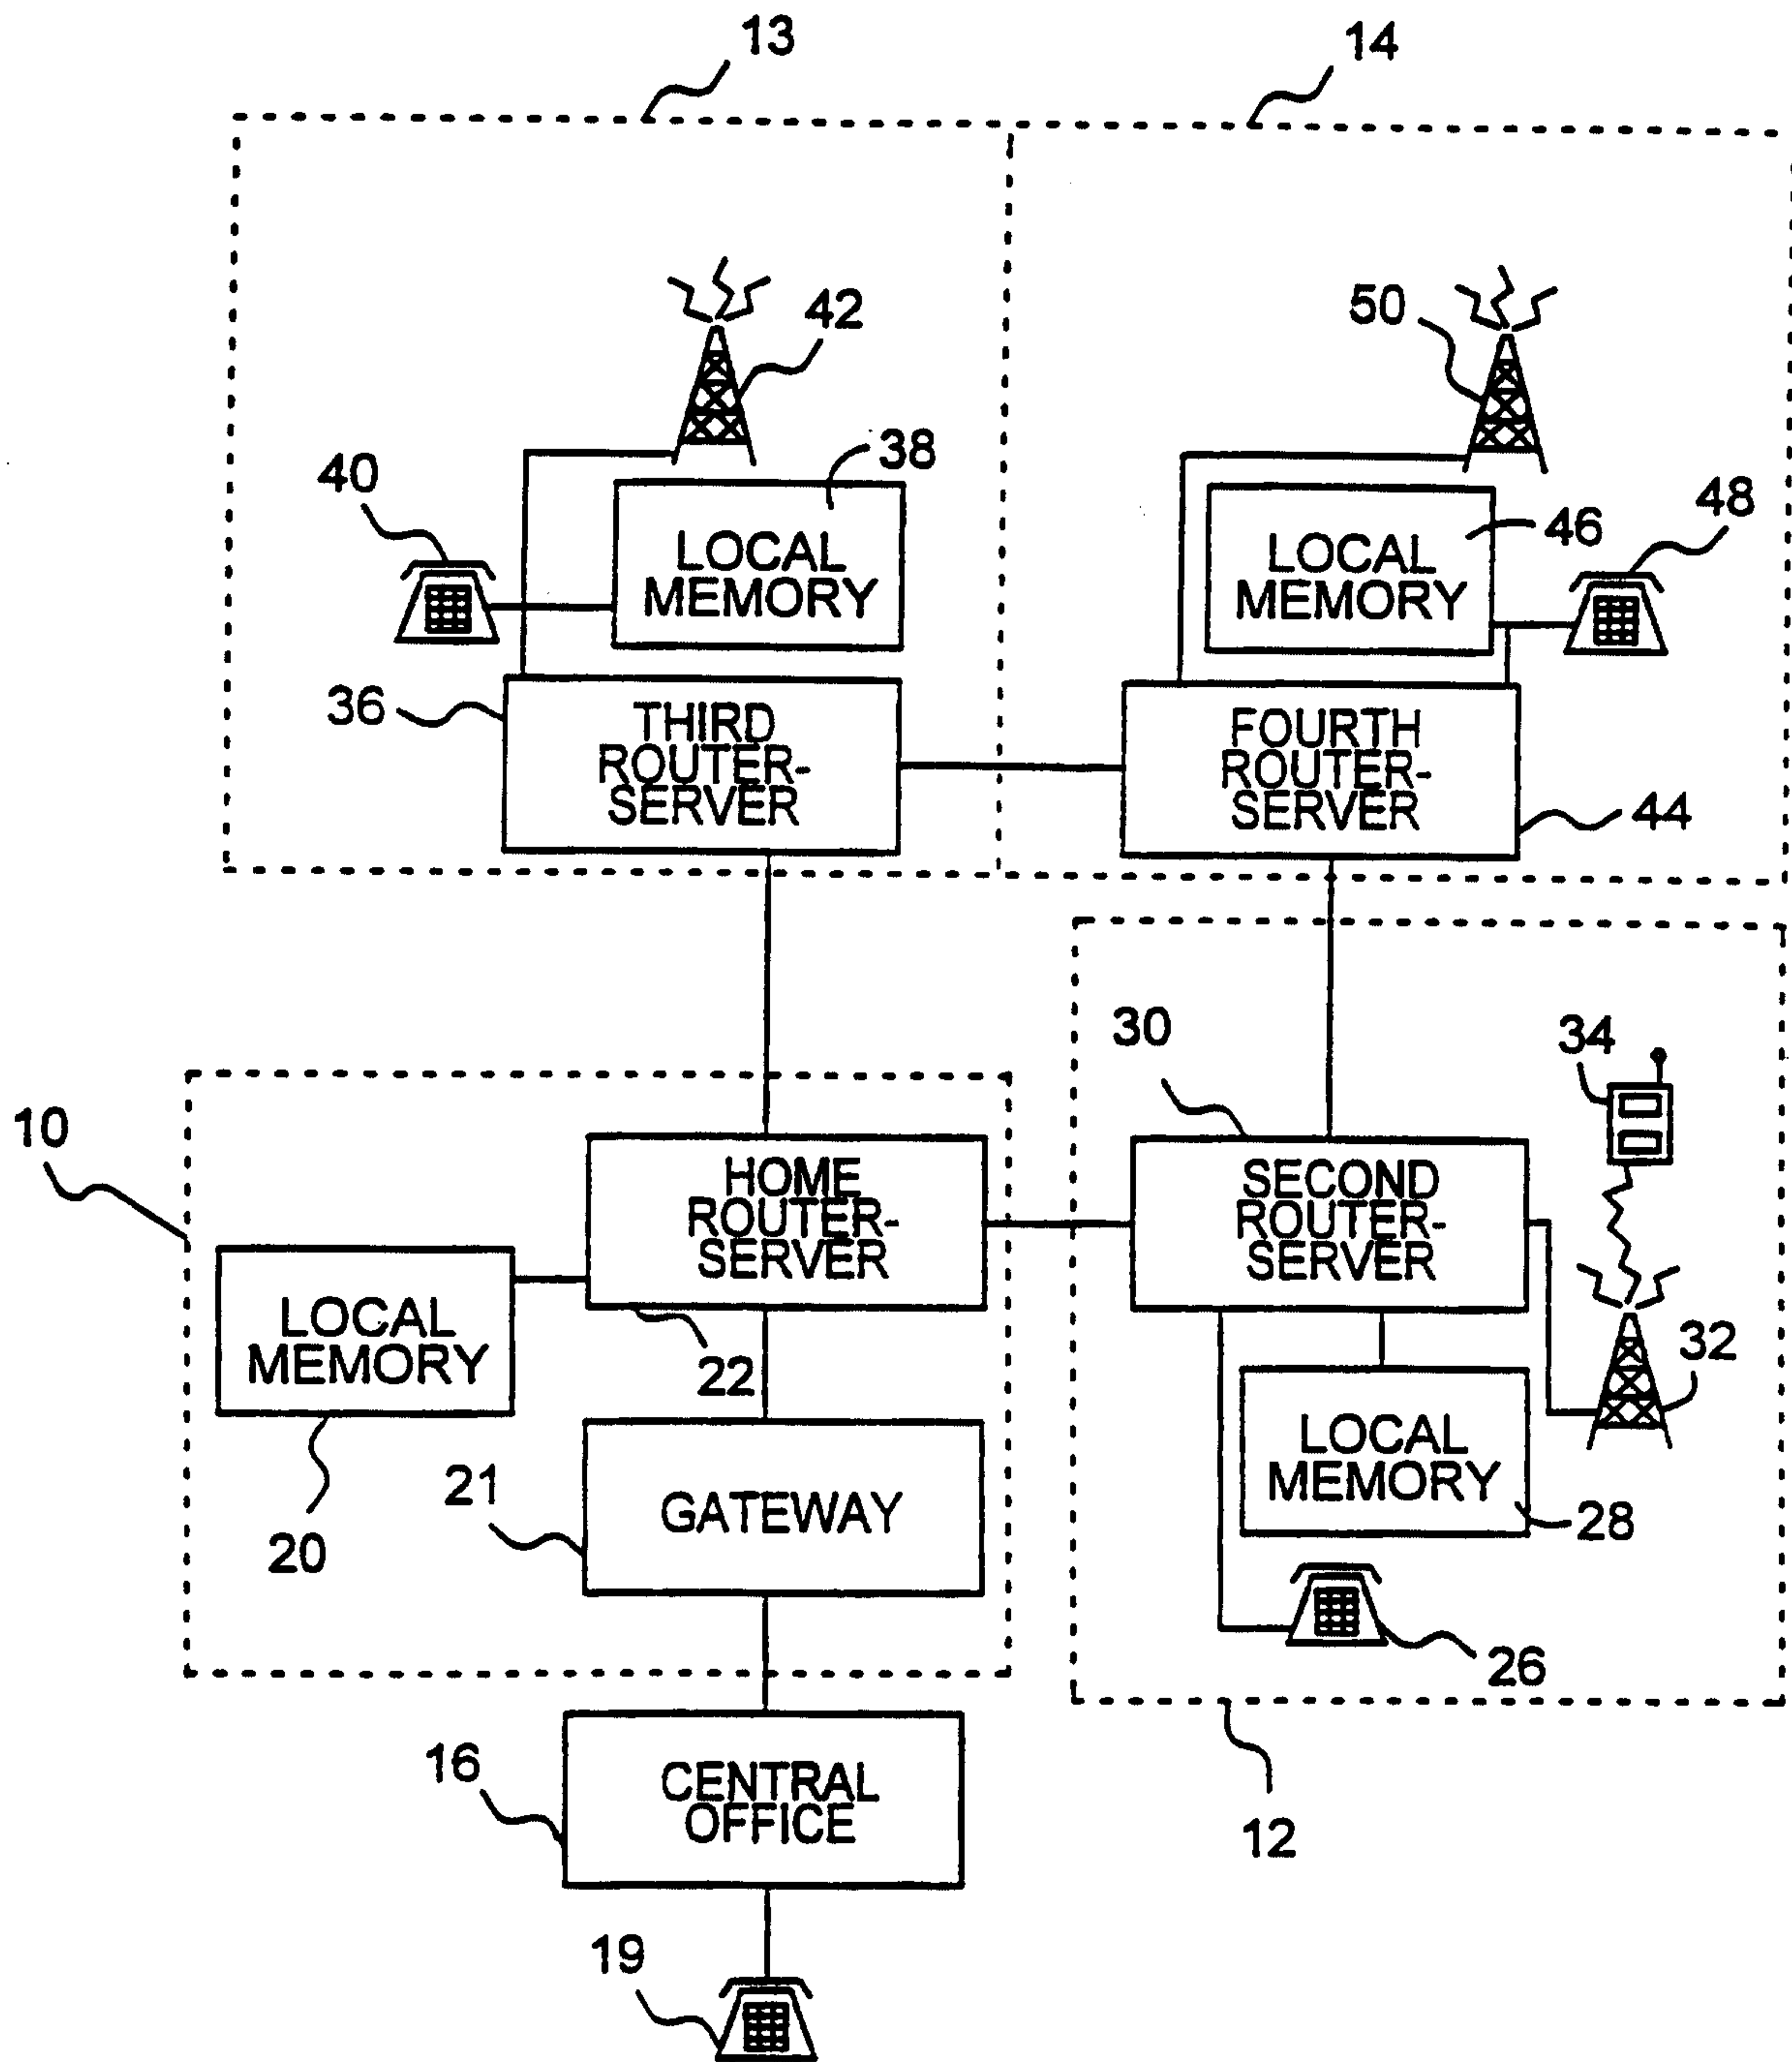 13
14
42
50
40
38
LOCAL
MEMORY
46
LOCAL
MEMORY
48
36
THIRD
ROUTER-
SERVER
FOURTH
ROUTER-
SERVER
44
10
HOME
ROUTER-
SERVER
30
SECOND
ROUTER-
SERVER
34
LOCAL
MEMORY
22
32
20
21
GATEWAY
LOCAL
MEMORY
28
26
16
CENTRAL
OFFICE
12
19